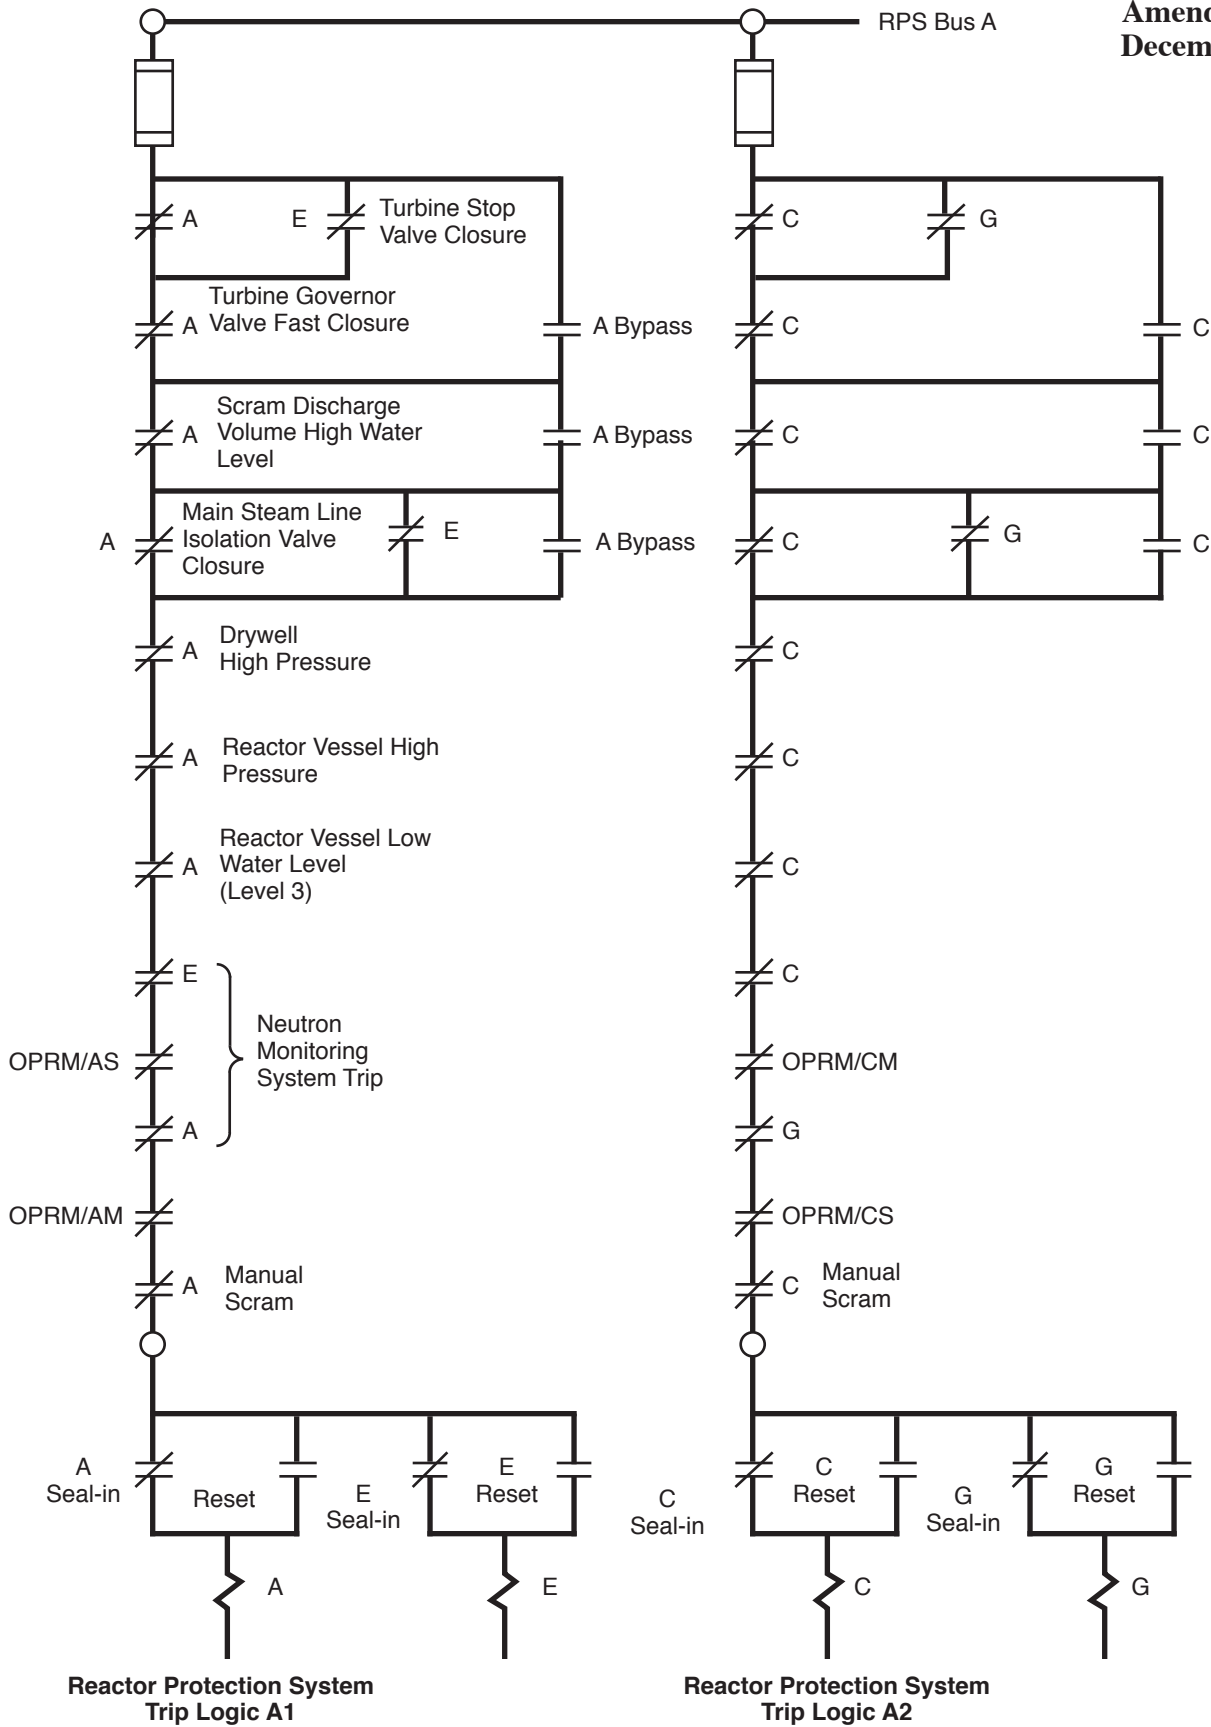 RPS Bus A
Amend
Decem
A
E
Turbine Stop
Valve Closure
C
G
Turbine Governor
A Valve Fast Closure
A Bypass
C
C
Scram Discharge
A Volume High Water
Level
A Bypass
C
C
A
Main Steam Line
Isolation Valve
Closure
E
A Bypass
C
G
C
A
Drywell
High Pressure
C
A
Reactor Vessel High
Pressure
C
A
Reactor Vessel Low
Water Level
(Level 3)
C
E
C
Neutron
Monitoring
System Trip
OPRM/AS
OPRM/CM
A
G
OPRM/AM
OPRM/CS
A
Manual
Scram
C
Manual
Scram
A
Seal-in
Reset
E
Seal-in
E
Reset
C
Seal-in
C
Reset
G
Seal-in
G
Reset
A
E
C
G
Reactor Protection System
Trip Logic A1
Reactor Protection System
Trip Logic A2